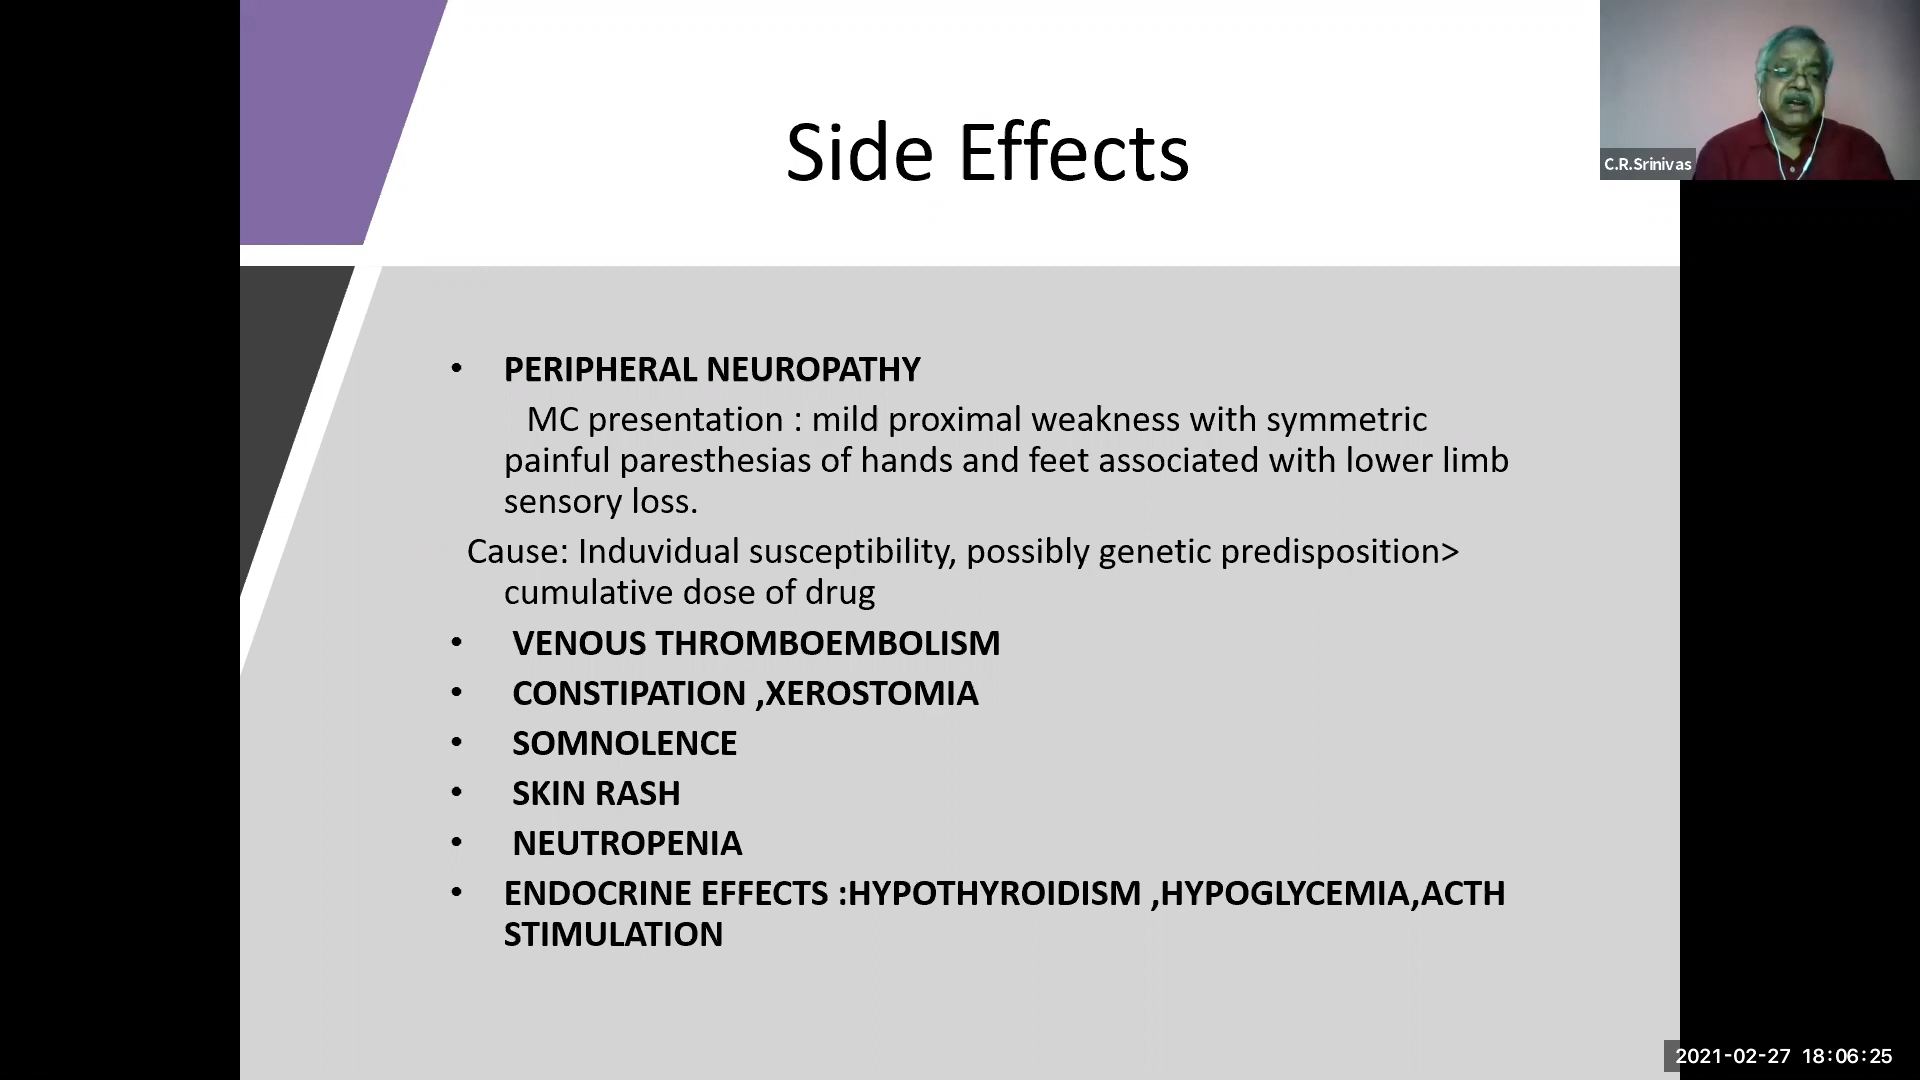 Side Effects
C.R.Srinivas
• PERIPHERAL NEUROPATHY
MC presentation : mild proximal weakness with symmetric
painful paresthesias of hands and feet associated with lower limb
sensory loss.
Cause: Induvidual susceptibility, possibly genetic predisposition>
cumulative dose of drug
• VENOUS THROMBOEMBOLISM
• CONSTIPATION ,XEROSTOMIA
• SOMNOLENCE
• SKIN RASH
• NEUTROPENIA
• ENDOCRINE EFFECTS :HYPOTHYROIDISM ,HYPOGLYCEMIA,ACTH
STIMULATION
2021-02-27 18:06:25